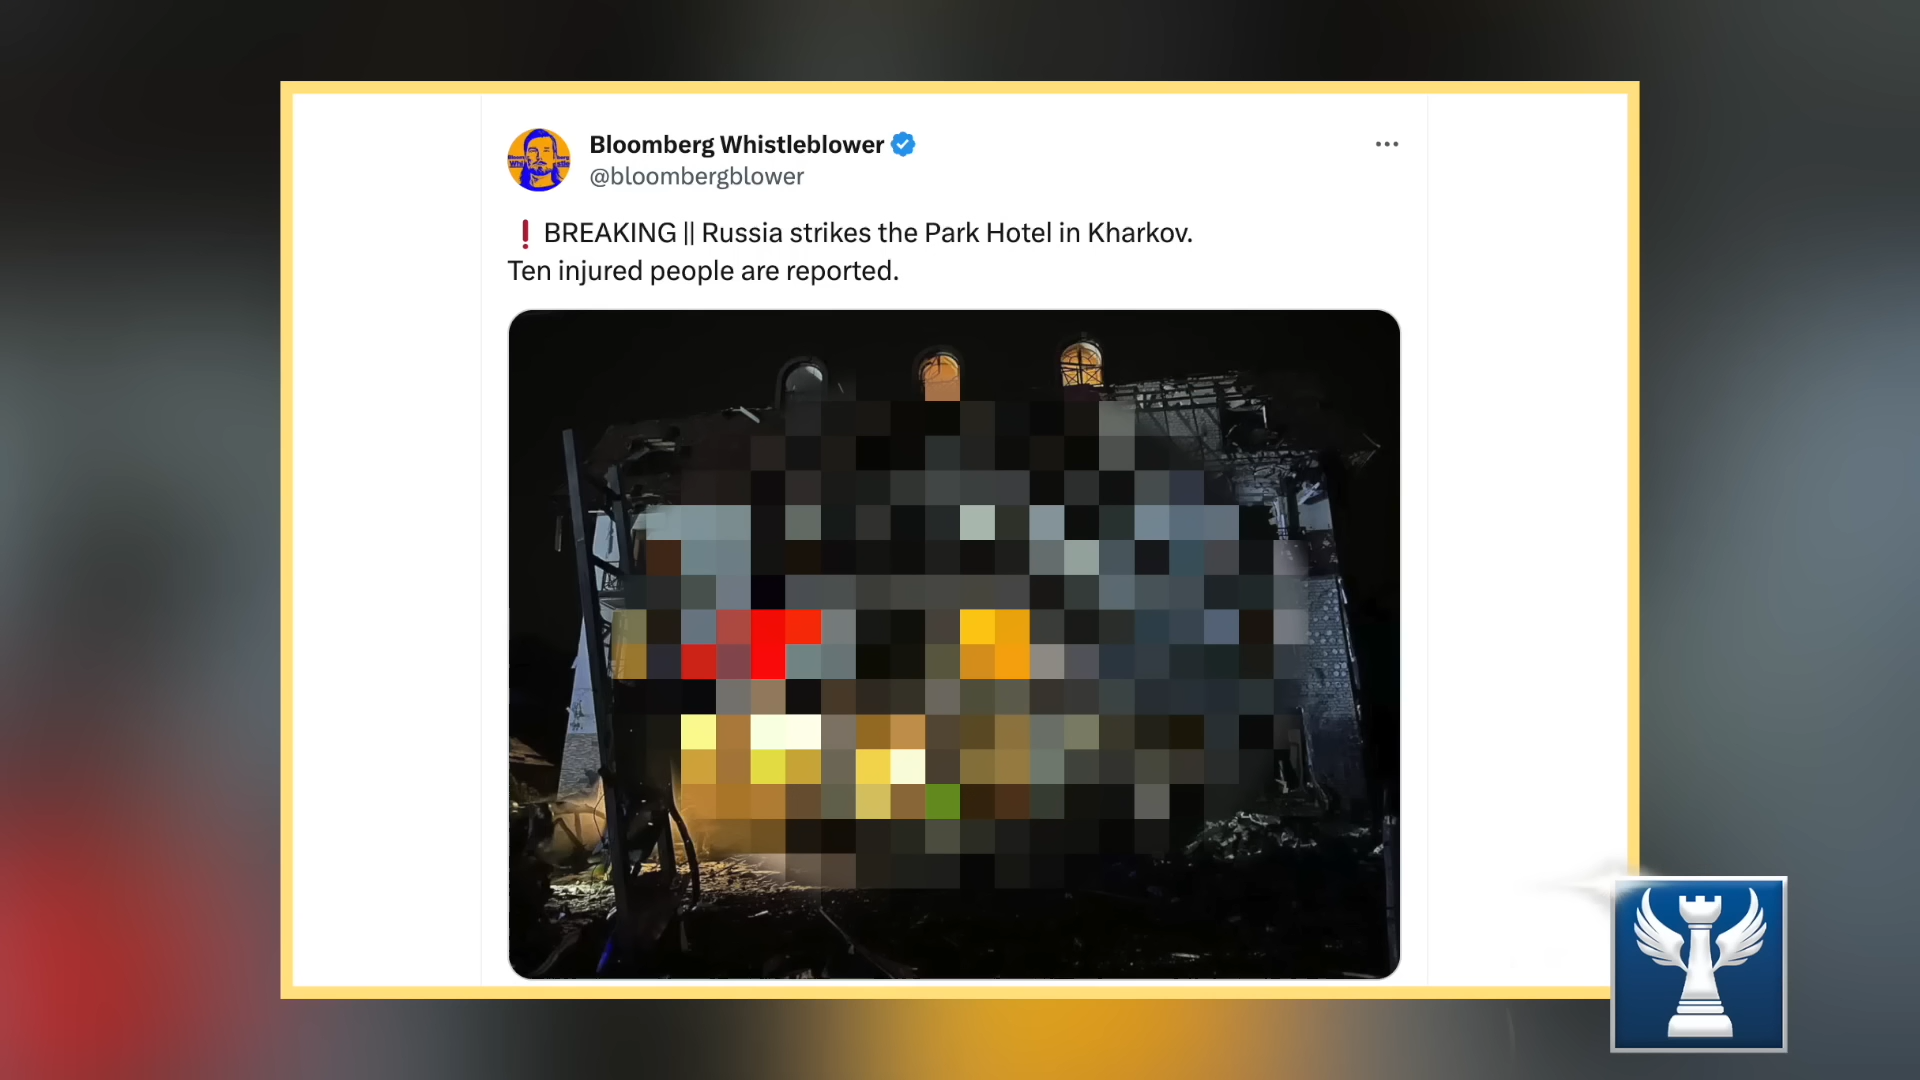 Bloomberg Whistleblower
@bloombergblower
❗ BREAKING || Russia strikes the Park Hotel in Kharkov.
Ten injured people are reported.